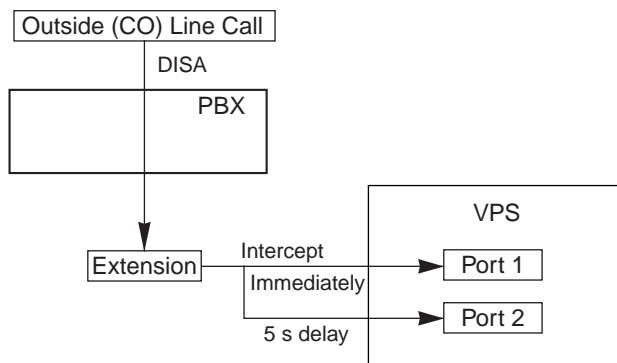 Outside (CO) Line Call
DISA
PBX
VPS
Extension
Intercept
Immediately
5 s delay
Port 1
Port 2